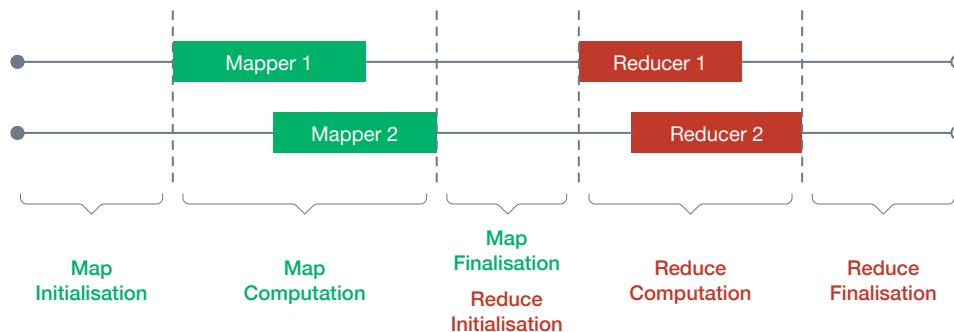 Mapper 1
Reducer 1
Mapper 2
Reducer 2
Map
Initialisation
Map
Computation
Map
Finalisation
Reduce
Initialisation
Reduce
Computation
Reduce
Finalisation